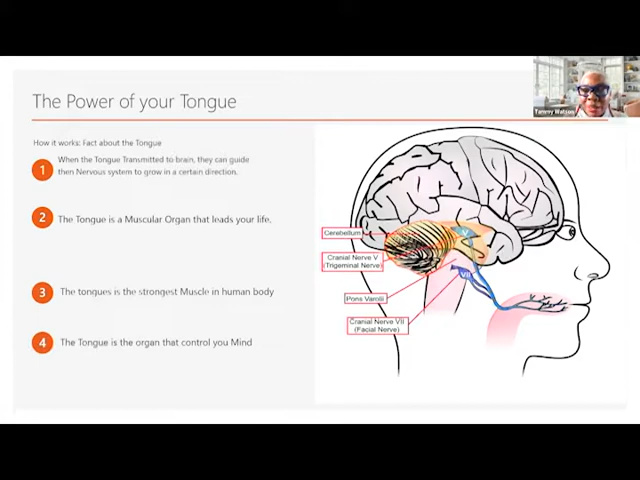 Tammy Watson
The Power of your Tongue
How it works: Fact about the Tongue
1
When the Tongue Transmitted to brain, they can guide
then Nervous system to grow in a certain direction.
2
The Tongue is a Muscular Organ that leads your life.
3
The tongues is the strongest Muscle in human body
4
The Tongue is the organ that control you Mind
Cerebellum
Cranial Nerve V
(Trigeminal Nerve)
Pons Varolli
Cranial Nerve VII
(Facial Nerve)
V
VII